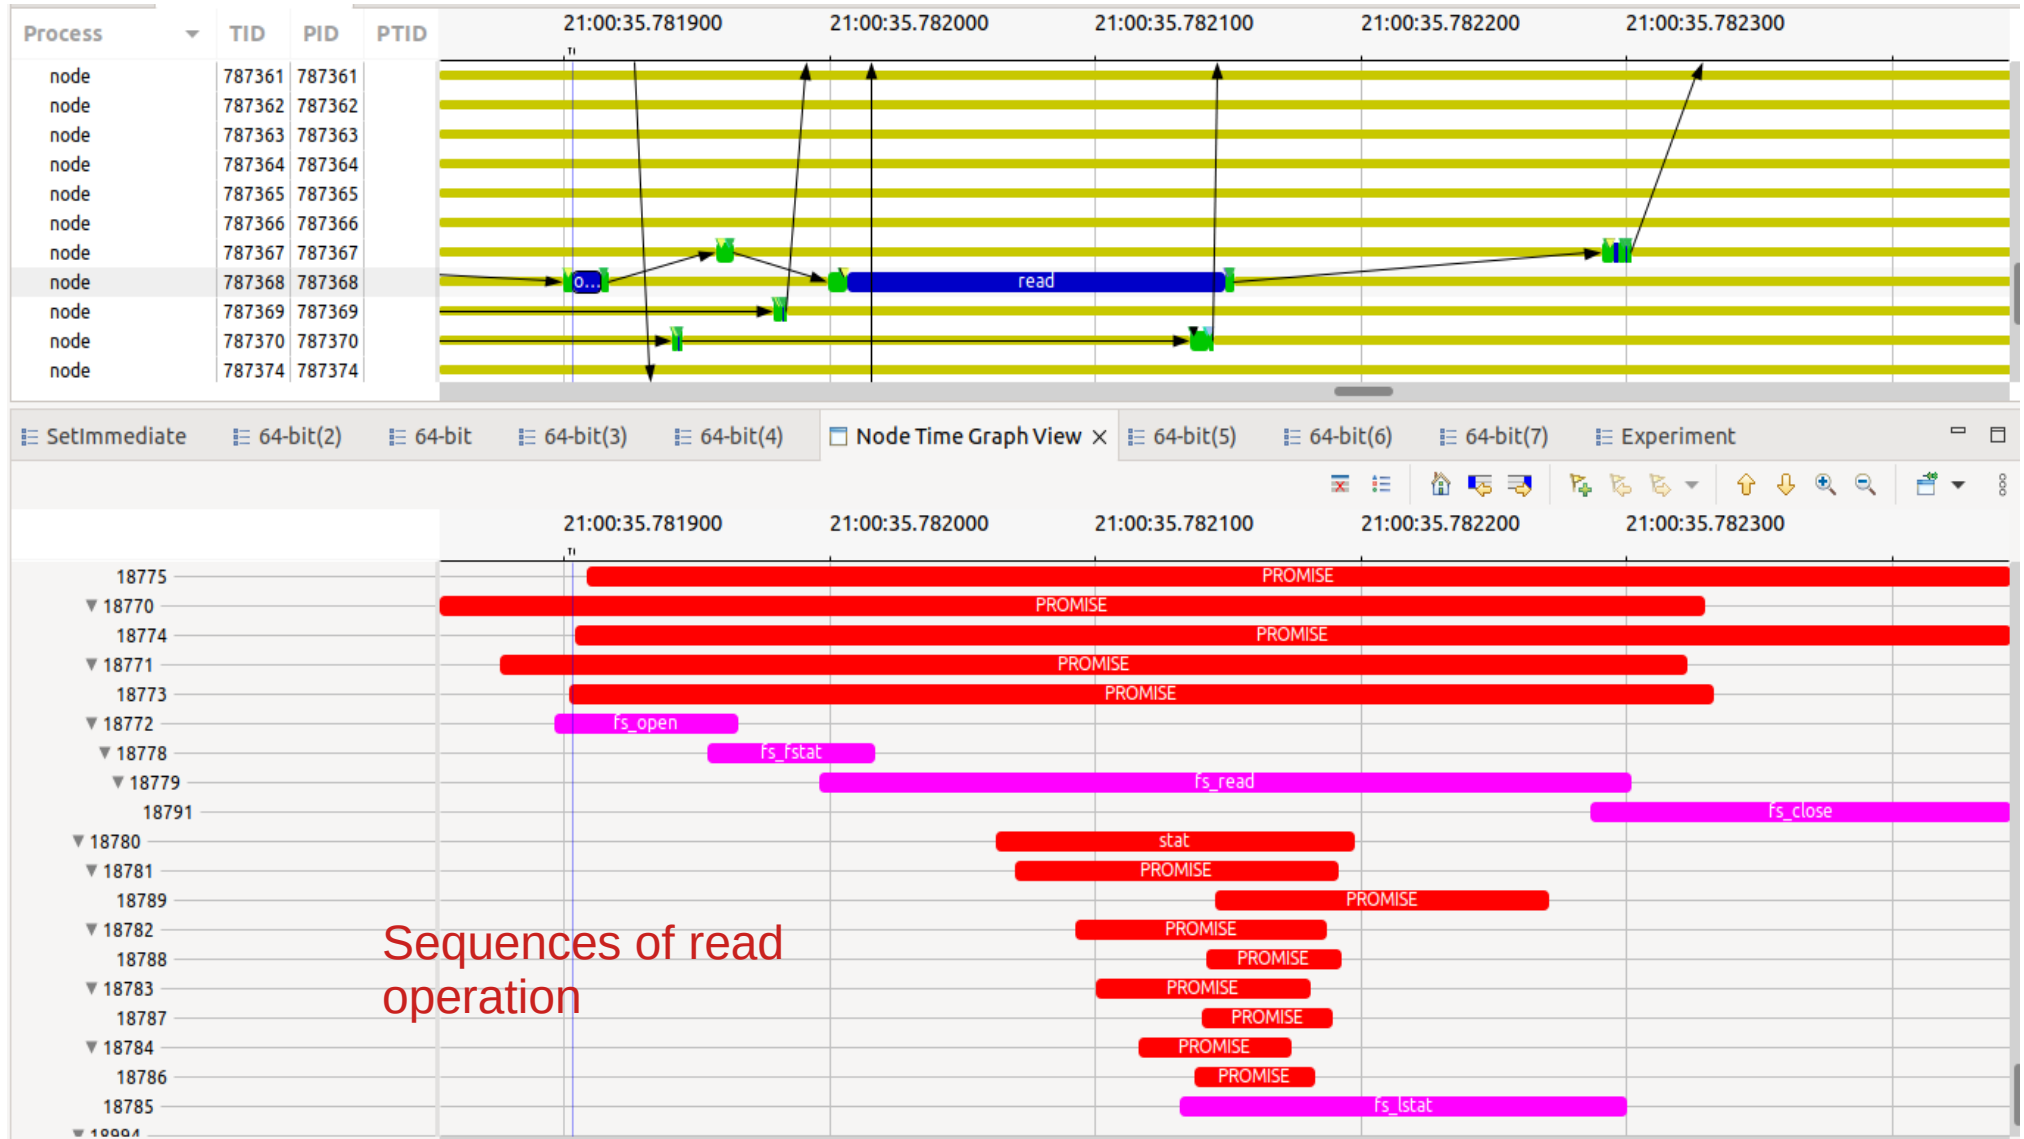 Process TID PID PTID
21:00:35.781900 21:00:35.782000 21:00:35.782100 21:00:35.782200 21:00:35.782300
node 787361 787361
node 787362 787362
node 787363 787363
node 787364 787364
node 787365 787365
node 787366 787366
node 787367 787367
node 787368 787368 o... read
node 787369 787369
node 787370 787370
node 787374 787374
SetImmediate 64-bit(2) 64-bit 64-bit(3) 64-bit(4) Node Time Graph View 64-bit(5) 64-bit(6) 64-bit(7) Experiment
21:00:35.781900 21:00:35.782000 21:00:35.782100 21:00:35.782200 21:00:35.782300
18775 PROMISE
18770 PROMISE
18774 PROMISE
18771 PROMISE
18773 PROMISE
18772 fs_open
18778 fs_fstat
18779 fs_read
18791 fs_close
18780 stat
18781 PROMISE
18789 PROMISE
18782 PROMISE
18788 PROMISE
18783 PROMISE
18787 PROMISE
18784 PROMISE
18786 PROMISE
18785 fs_lstat
18994
Sequences of read
operation